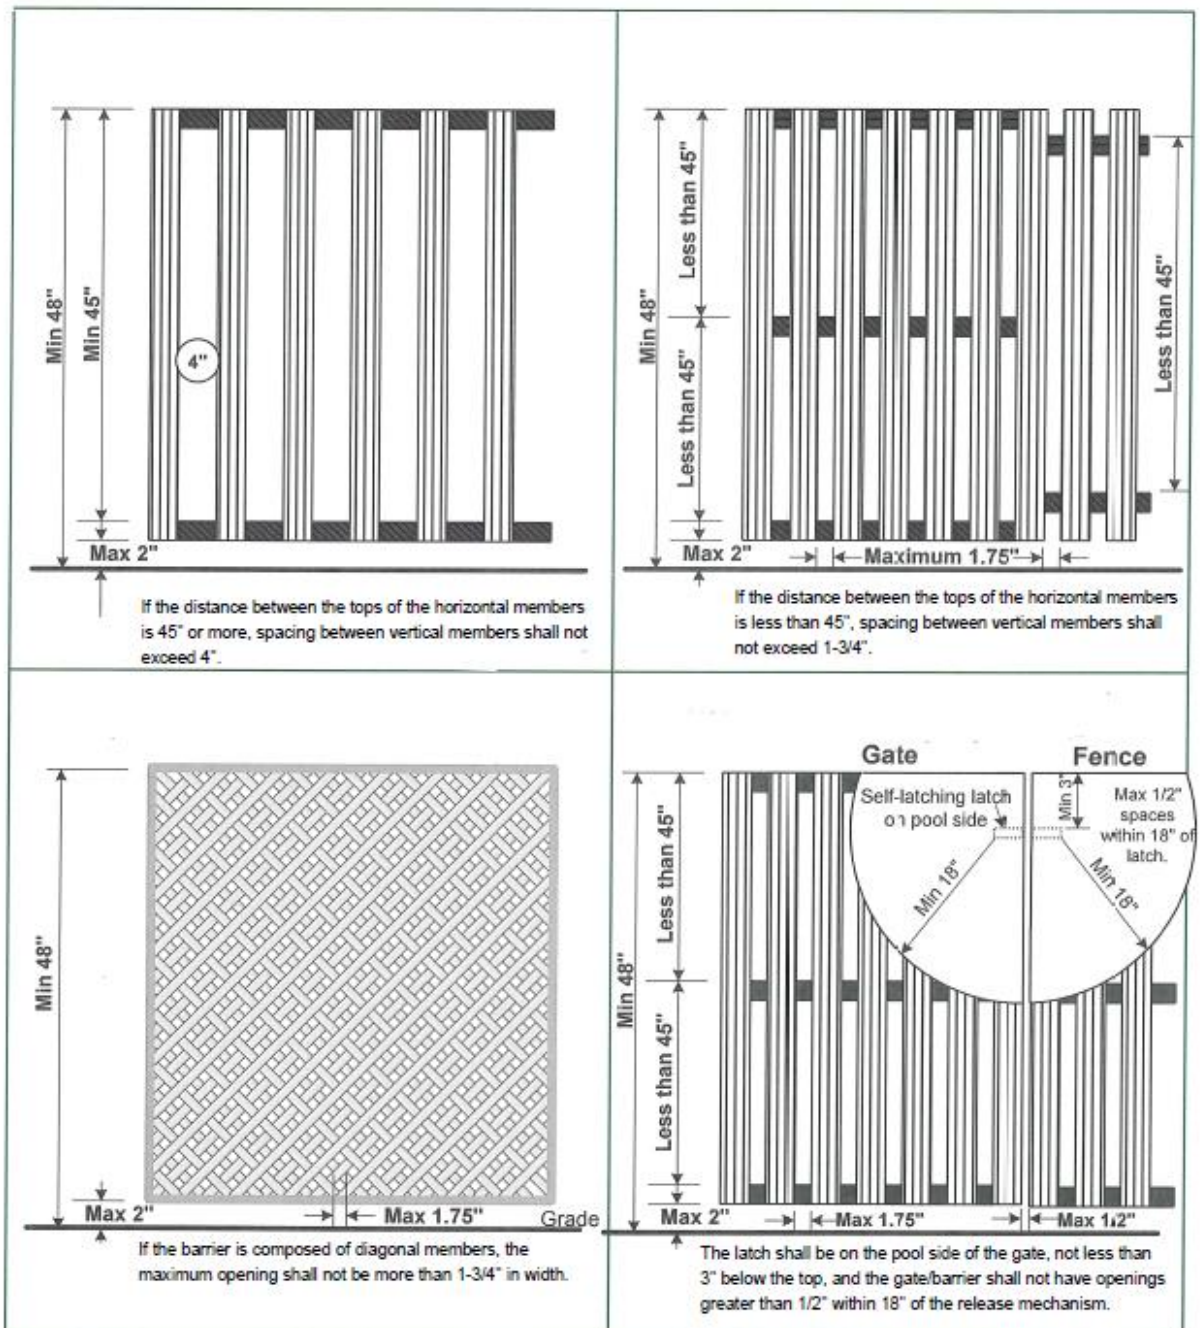 Min 48"
Min 45"
4"
Max 2"
If the distance between the tops of the horizontal members
is 45" or more, spacing between vertical members shall not
exceed 4".
Min 48"
Less than 45"
Less than 45"
Less than 45"
Max 2"
Maximum 1.75"
If the distance between the tops of the horizontal members
is less than 45", spacing between vertical members shall
not exceed 1-3/4".
Min 48"
Max 2"
Max 1.75"
Grade
If the barrier is composed of diagonal members, the
maximum opening shall not be more than 1-3/4" in width.
Gate
Fence
Self-latching latch
on pool side
Min 3"
Max 1/2"
spaces
within 18" of
latch.
Min 18"
Min 18"
Less than 45"
Min 48"
Less than 45"
Max 2"
Max 1.75"
Max 1/2"
The latch shall be on the pool side of the gate, not less than
3" below the top, and the gate/barrier shall not have openings
greater than 1/2" within 18" of the release mechanism.